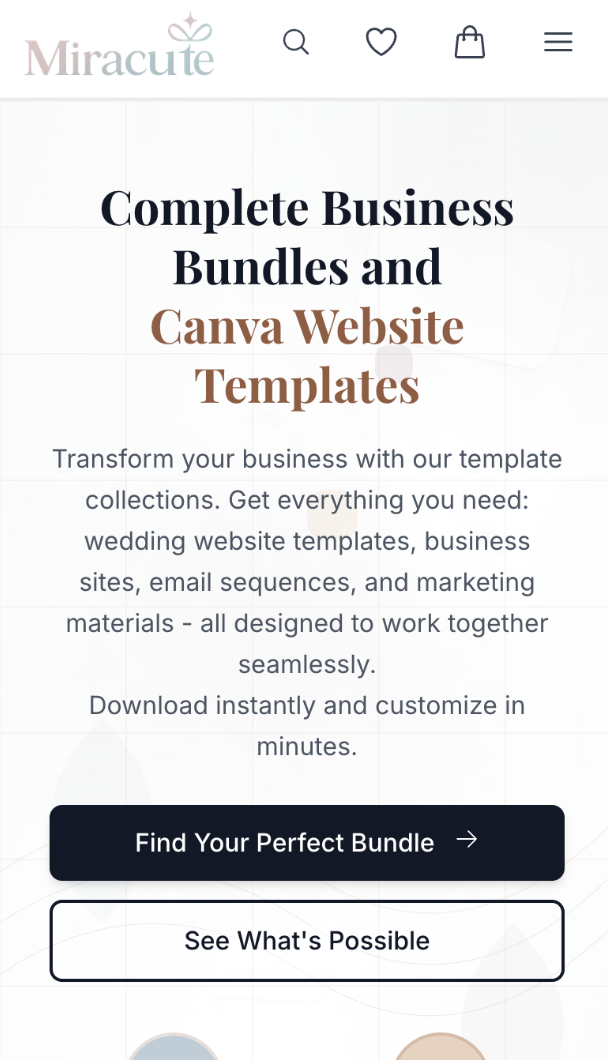 Miracute
Complete Business
Bundles and
Canva Website
Templates
Transform your business with our template
collections. Get everything you need:
wedding website templates, business
sites, email sequences, and marketing
materials - all designed to work together
seamlessly.
Download instantly and customize in
minutes.
Find Your Perfect Bundle →
See What's Possible